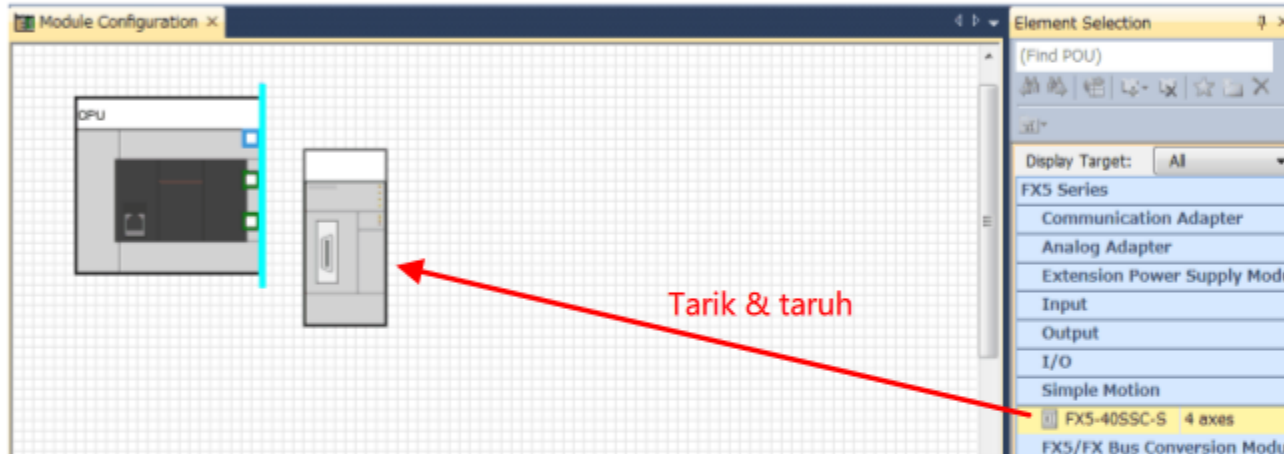 Module Configuration
Element Selection
(Find POU)
CPU
Display Target: All
FX5 Series
Communication Adapter
Analog Adapter
Extension Power Supply Modu
Input
Output
I/O
Simple Motion
FX5-40SSC-S 4 axes
FX5/FX Bus Conversion Modu
Tarik & taruh